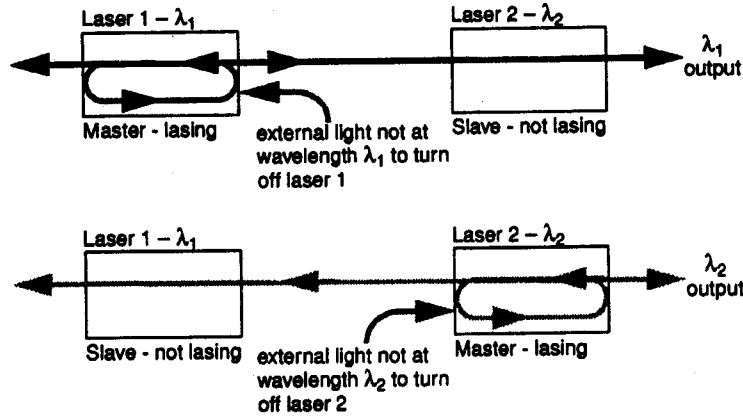 Laser 1 – λ₁
Laser 2 – λ₂
λ₁
output
Master - lasing
external light not at
wavelength λ₁ to turn
off laser 1
Slave - not lasing
Laser 1 – λ₁
Laser 2 – λ₂
λ₂
output
Slave - not lasing
external light not at
wavelength λ₂ to turn
off laser 2
Master - lasing